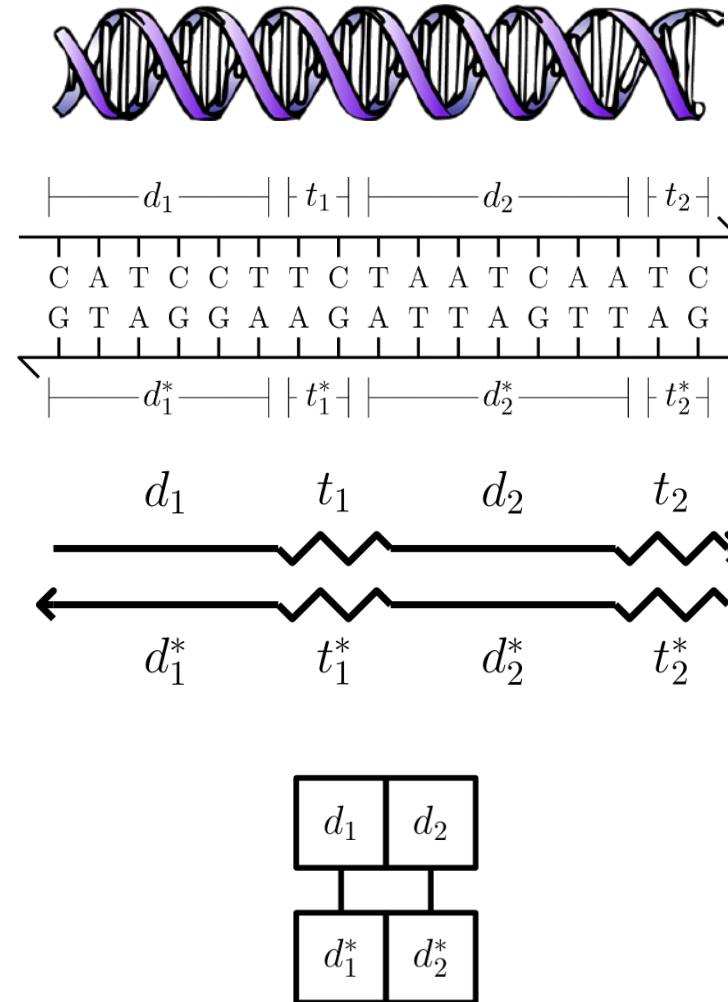 d₁ t₁ d₂ t₂
C A T C C T T C T A A T C A A T C
G T A G G A A G A T T A G T T A G
d₁* t₁* d₂* t₂*
d₁ t₁ d₂ t₂
d₁* t₁* d₂* t₂*
d₁ d₂
d₁* d₂*